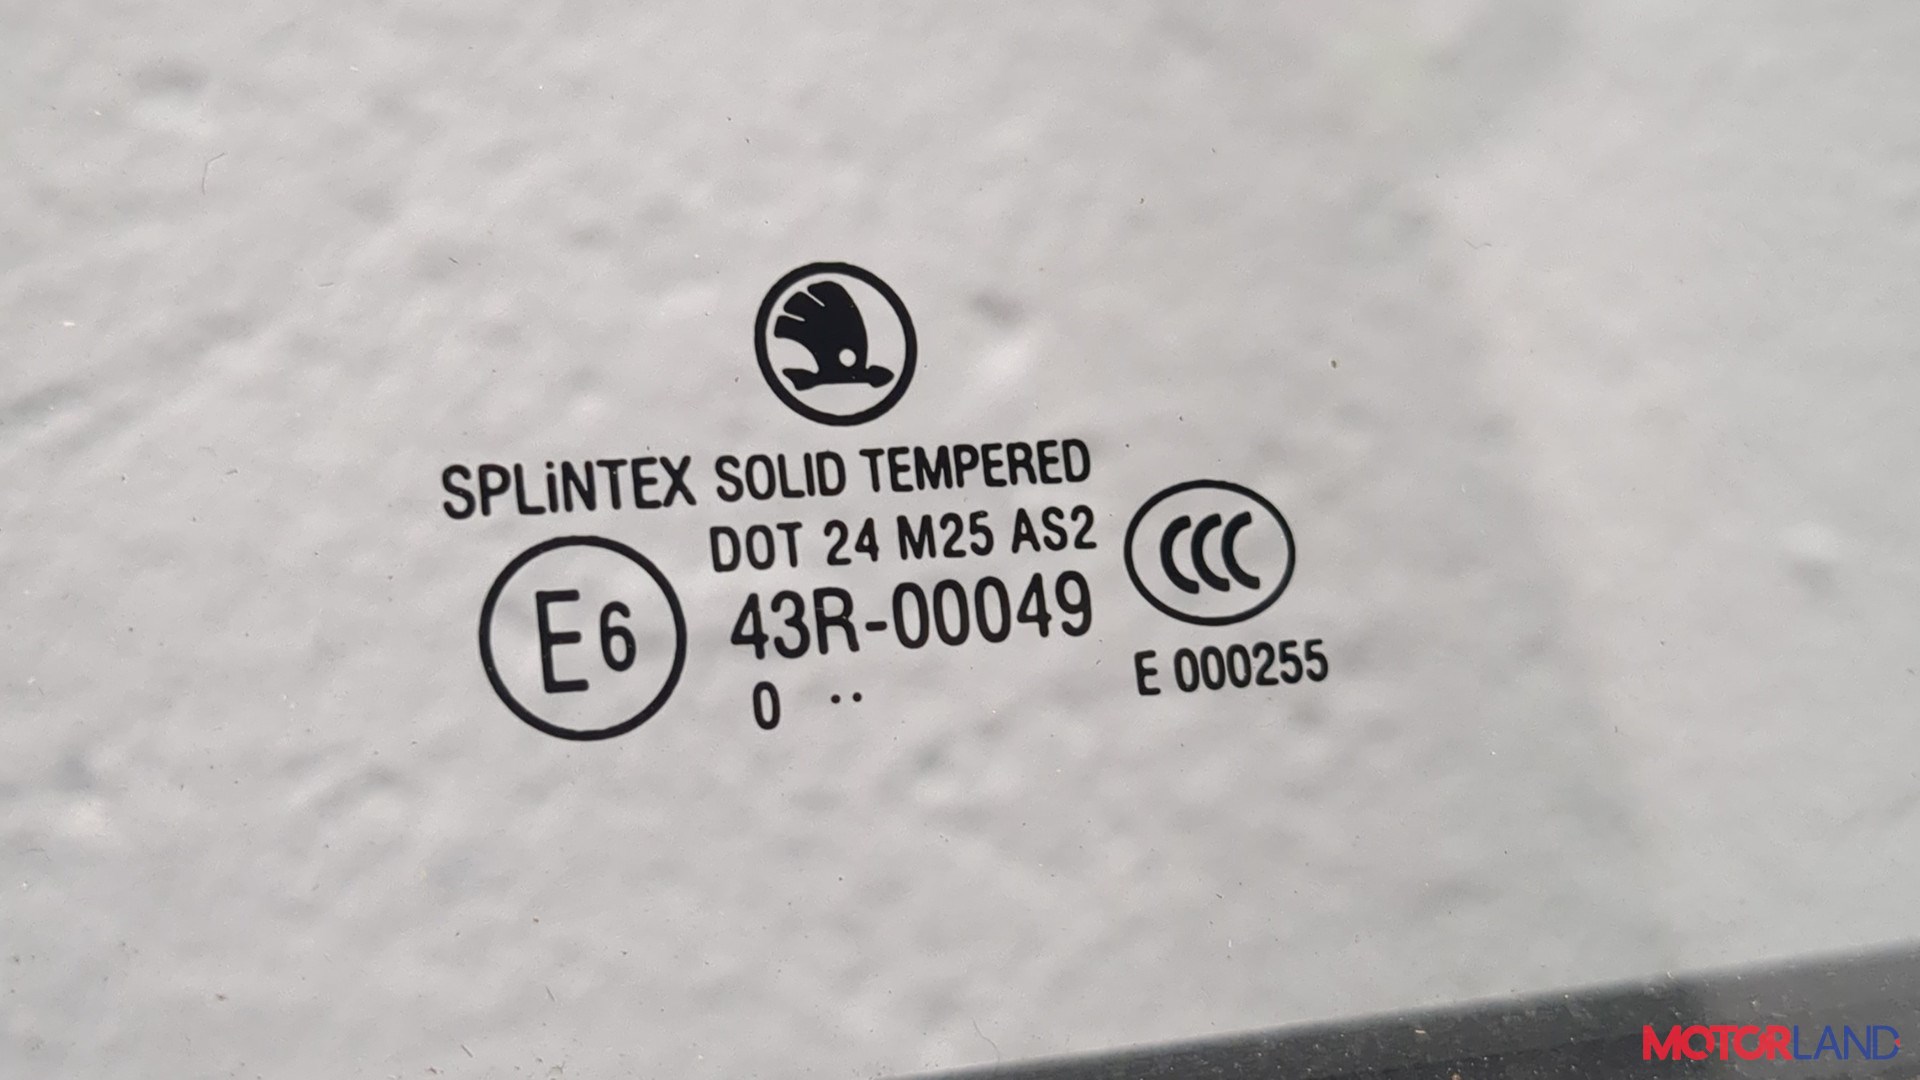 SPLiNTEX SOLID TEMPERED
DOT 24 M25 AS2
CCC
E6
43R-00049
E 000255
0 ··
MOTORLAND